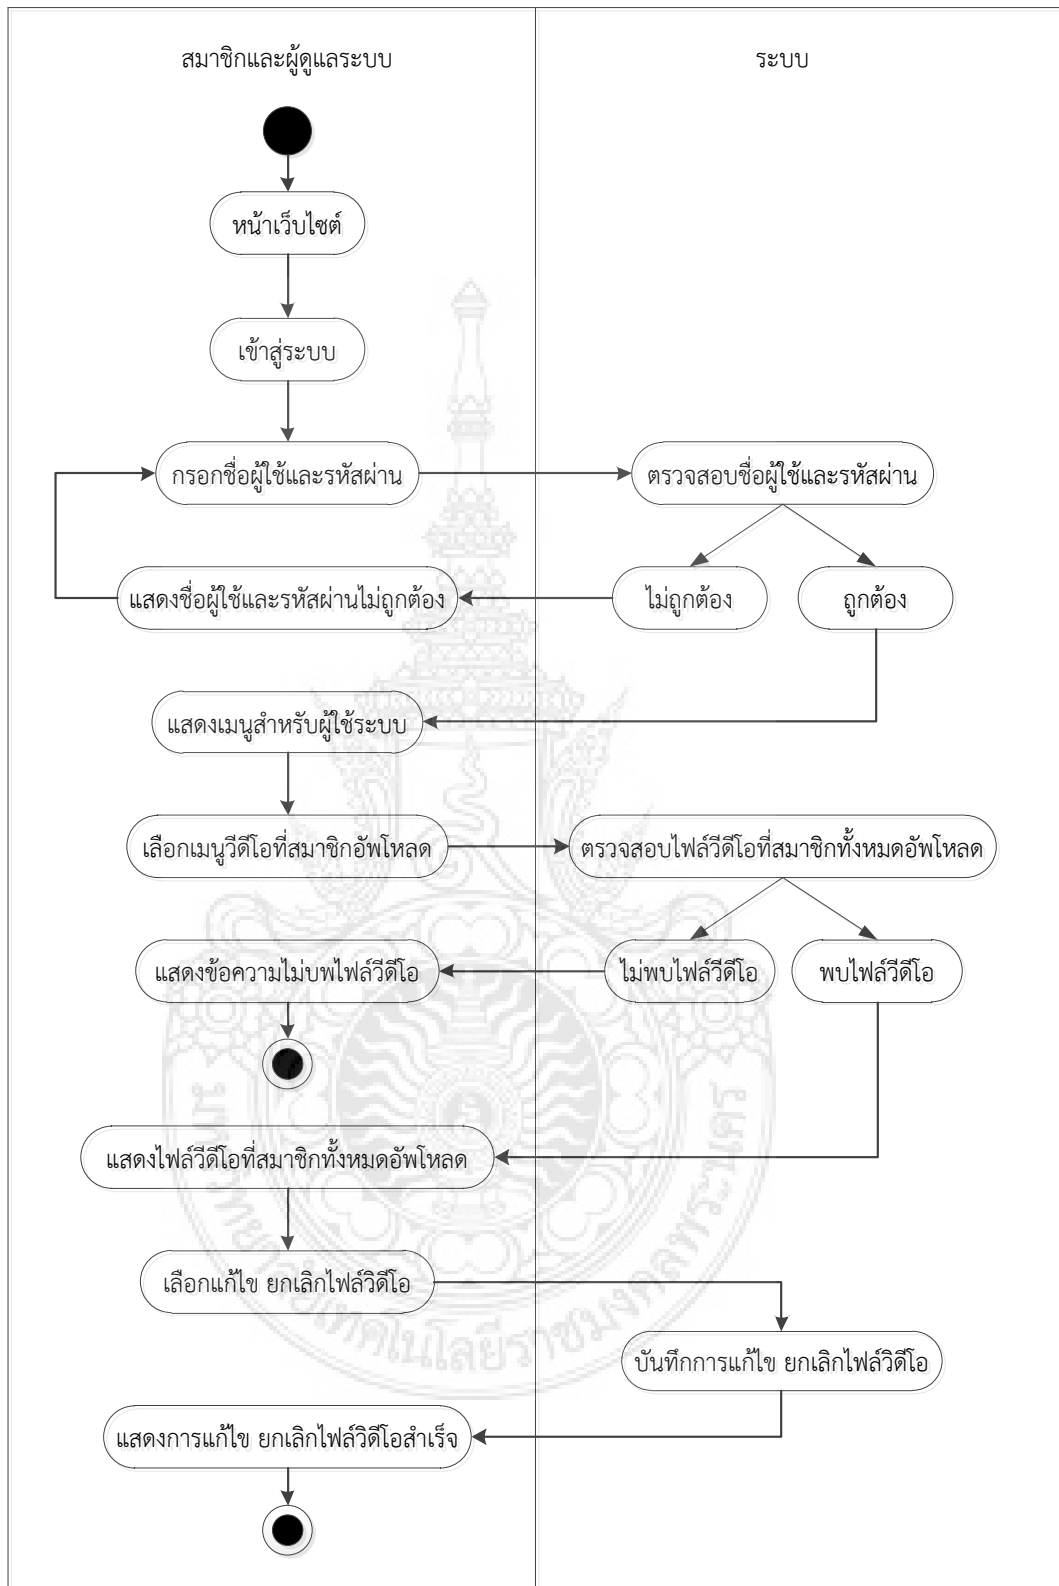 สมาชิกและผู้ดูแลระบบ
ระบบ
หน้าเว็บไซต์
เข้าสู่ระบบ
กรอกชื่อผู้ใช้และรหัสผ่าน
ตรวจสอบชื่อผู้ใช้และรหัสผ่าน
แสดงชื่อผู้ใช้และรหัสผ่านไม่ถูกต้อง
ไม่ถูกต้อง
ถูกต้อง
แสดงเมนูสำหรับผู้ใช้ระบบ
เลือกเมนูวีดีโอที่สมาชิกอัพโหลด
ตรวจสอบไฟล์วีดีโอที่สมาชิกทั้งหมดอัพโหลด
แสดงข้อความไม่บพไฟล์วีดีโอ
ไม่พบไฟล์วีดีโอ
พบไฟล์วีดีโอ
แสดงไฟล์วีดีโอที่สมาชิกทั้งหมดอัพโหลด
เลือกแก้ไข ยกเลิกไฟล์วิดีโอ
บันทึกการแก้ไข ยกเลิกไฟล์วิดีโอ
แสดงการแก้ไข ยกเลิกไฟล์วิดีโอสำเร็จ